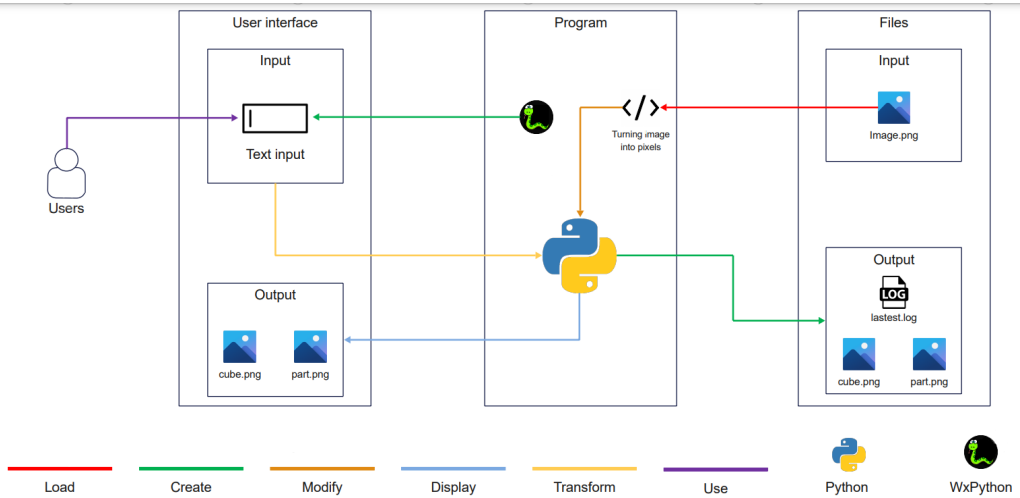 User interface
Program
Files
Input
Input
Image.png
Turning image
into pixels
Text input
Users
Output
Output
LOG
lastest.log
cube.png
part.png
cube.png
part.png
Load
Create
Modify
Display
Transform
Use
Python
WxPython